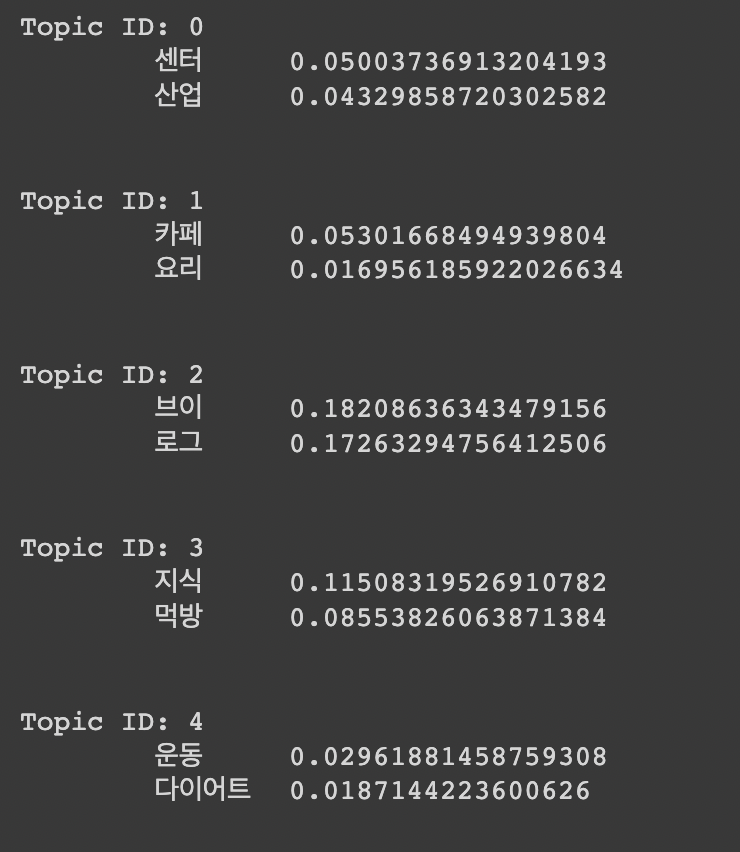 Topic ID: 0
센터 0.05003736913204193
산업 0.04329858720302582
Topic ID: 1
카페 0.05301668494939804
요리 0.016956185922026634
Topic ID: 2
브이 0.18208636343479156
로그 0.17263294756412506
Topic ID: 3
지식 0.11508319526910782
먹방 0.08553826063871384
Topic ID: 4
운동 0.02961881458759308
다이어트 0.0187144223600626